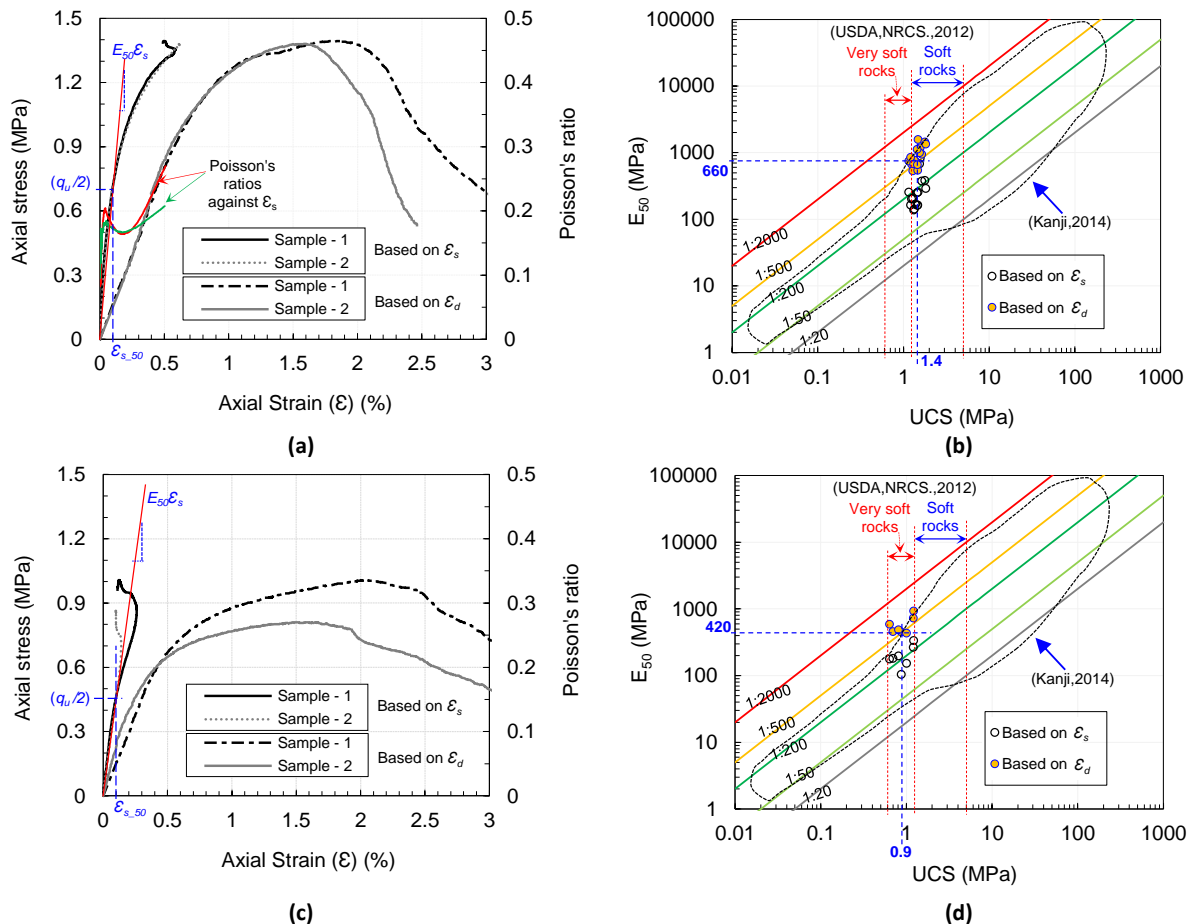 (a)
Axial stress (MPa)
1.5
1.2
0.9
0.6
0.3
0
0.5
0.4
0.3
0.2
0.1
0
Poisson's ratio
E50Ɛs
(qu/2)
Ɛs_50
Poisson's
ratios
against Ɛs
Sample - 1
Sample - 2
Based on Ɛs
Sample - 1
Sample - 2
Based on Ɛd
0 0.5 1 1.5 2 2.5 3
Axial Strain (Ɛ) (%)
(b)
E50 (MPa)
100000
10000
1000
660
100
10
1
(USDA,NRCS.,2012)
Very soft
rocks
Soft
rocks
(Kanji,2014)
1:2000
1:500
1:200
1:50
1:20
Based on Ɛs
Based on Ɛd
1.4
0.01 0.1 1 10 100 1000
UCS (MPa)
Axial stress (MPa)
1.5
1.2
0.9
0.6
0.3
0
0.5
0.4
0.3
0.2
0.1
0
Poisson's ratio
E50Ɛs
(qu/2)
Ɛs_50
Sample - 1
Sample - 2
Based on Ɛs
Sample - 1
Sample - 2
Based on Ɛd
0 0.5 1 1.5 2 2.5 3
Axial Strain (Ɛ) (%)
(c)
E50 (MPa)
100000
10000
1000
420
100
10
1
(USDA,NRCS.,2012)
Very soft
rocks
Soft
rocks
(Kanji,2014)
1:2000
1:500
1:200
1:50
1:20
Based on Ɛs
Based on Ɛd
0.9
0.01 0.1 1 10 100 1000
UCS (MPa)
(d)